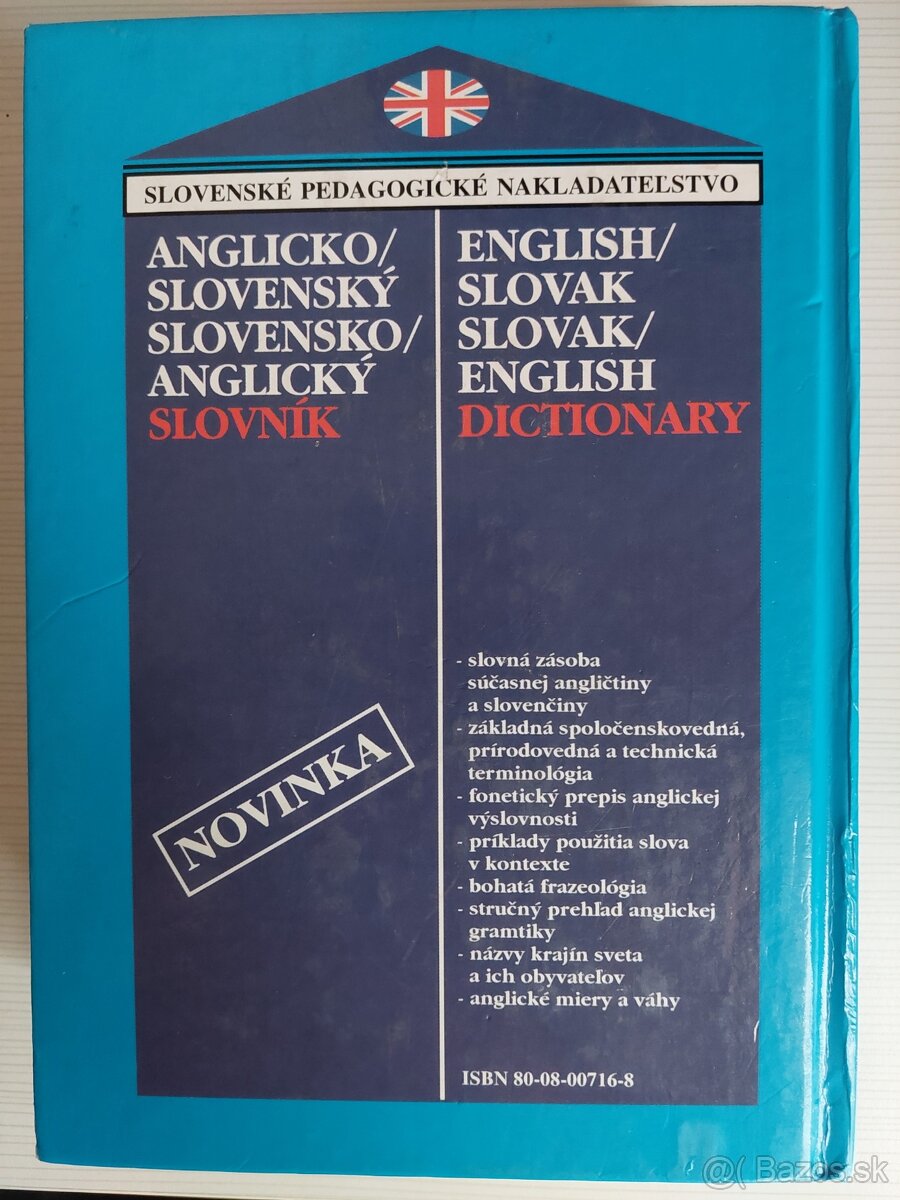 SLOVENSKÉ PEDAGOGICKÉ NAKLADATEĽSTVO
ANGLICKO/
SLOVENSKÝ
SLOVENSKO/
ANGLICKÝ
SLOVNÍK
ENGLISH/
SLOVAK
SLOVAK/
ENGLISH
DICTIONARY
NOVINKA
- slovná zásoba
súčasnej angličtiny
a slovenčiny
- základná spoločenskovedná,
prírodovedná a technická
terminológia
- fonetický prepis anglickej
výslovnosti
- príklady použitia slova
v kontexte
- bohatá frazeológia
- stručný prehľad anglickej
gramtiky
- názvy krajín sveta
a ich obyvateľov
- anglické miery a váhy
ISBN 80-08-00716-8
@( Bazos.sk